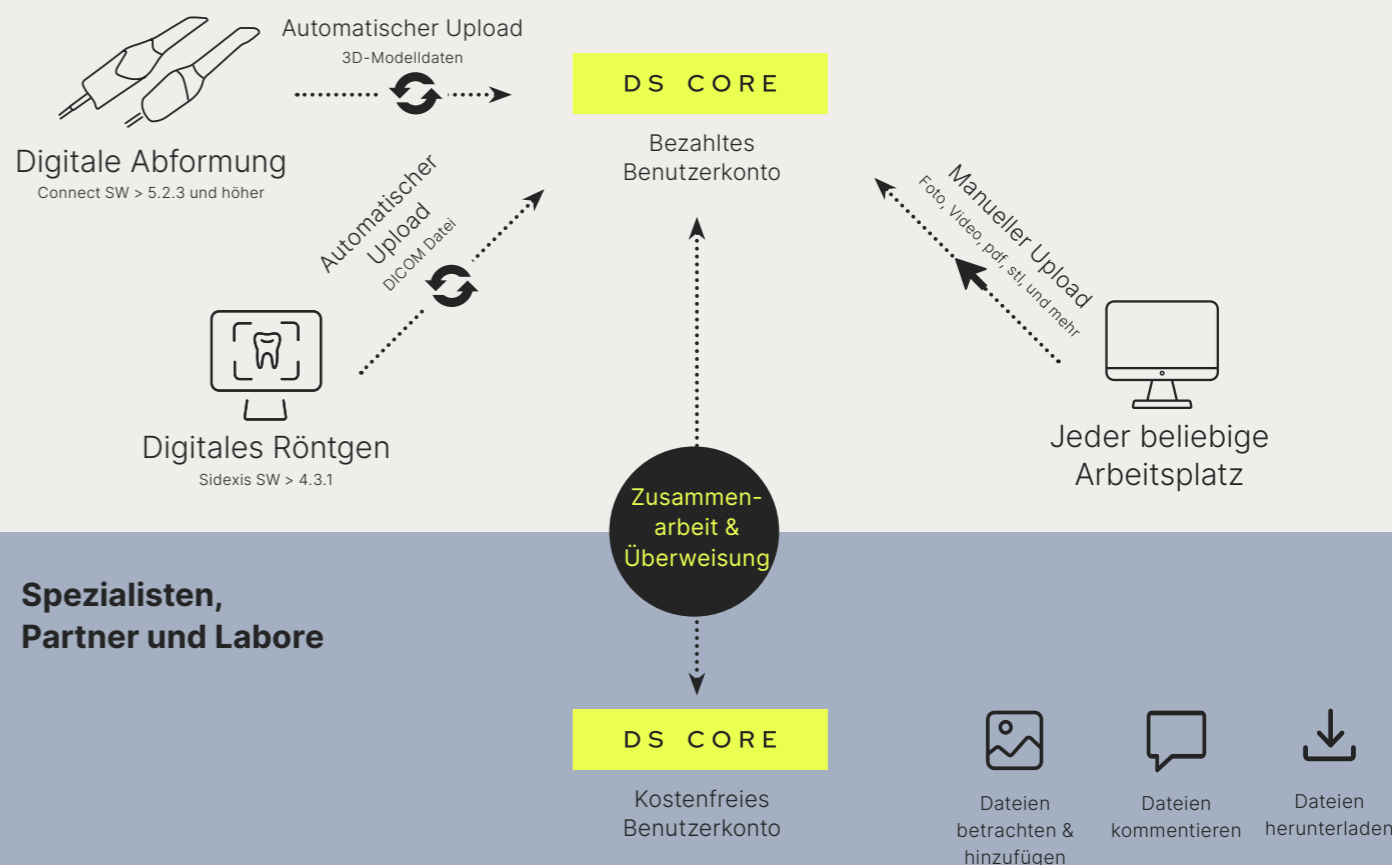 Automatischer Upload
3D-Modelldaten
DS CORE
Bezahltes
Benutzerkonto
Digitale Abformung
Connect SW > 5.2.3 und höher
Automatischer
Upload
DICOM Datei
Manueller Upload
Foto, Video, pdf, stl, und mehr
Digitales Röntgen
Sidexis SW > 4.3.1
Jeder beliebige
Arbeitsplatz
Zusammen-
arbeit &
Überweisung
Spezialisten,
Partner und Labore
DS CORE
Kostenfreies
Benutzerkonto
Dateien
betrachten &
hinzufügen
Dateien
kommentieren
Dateien
herunterladen